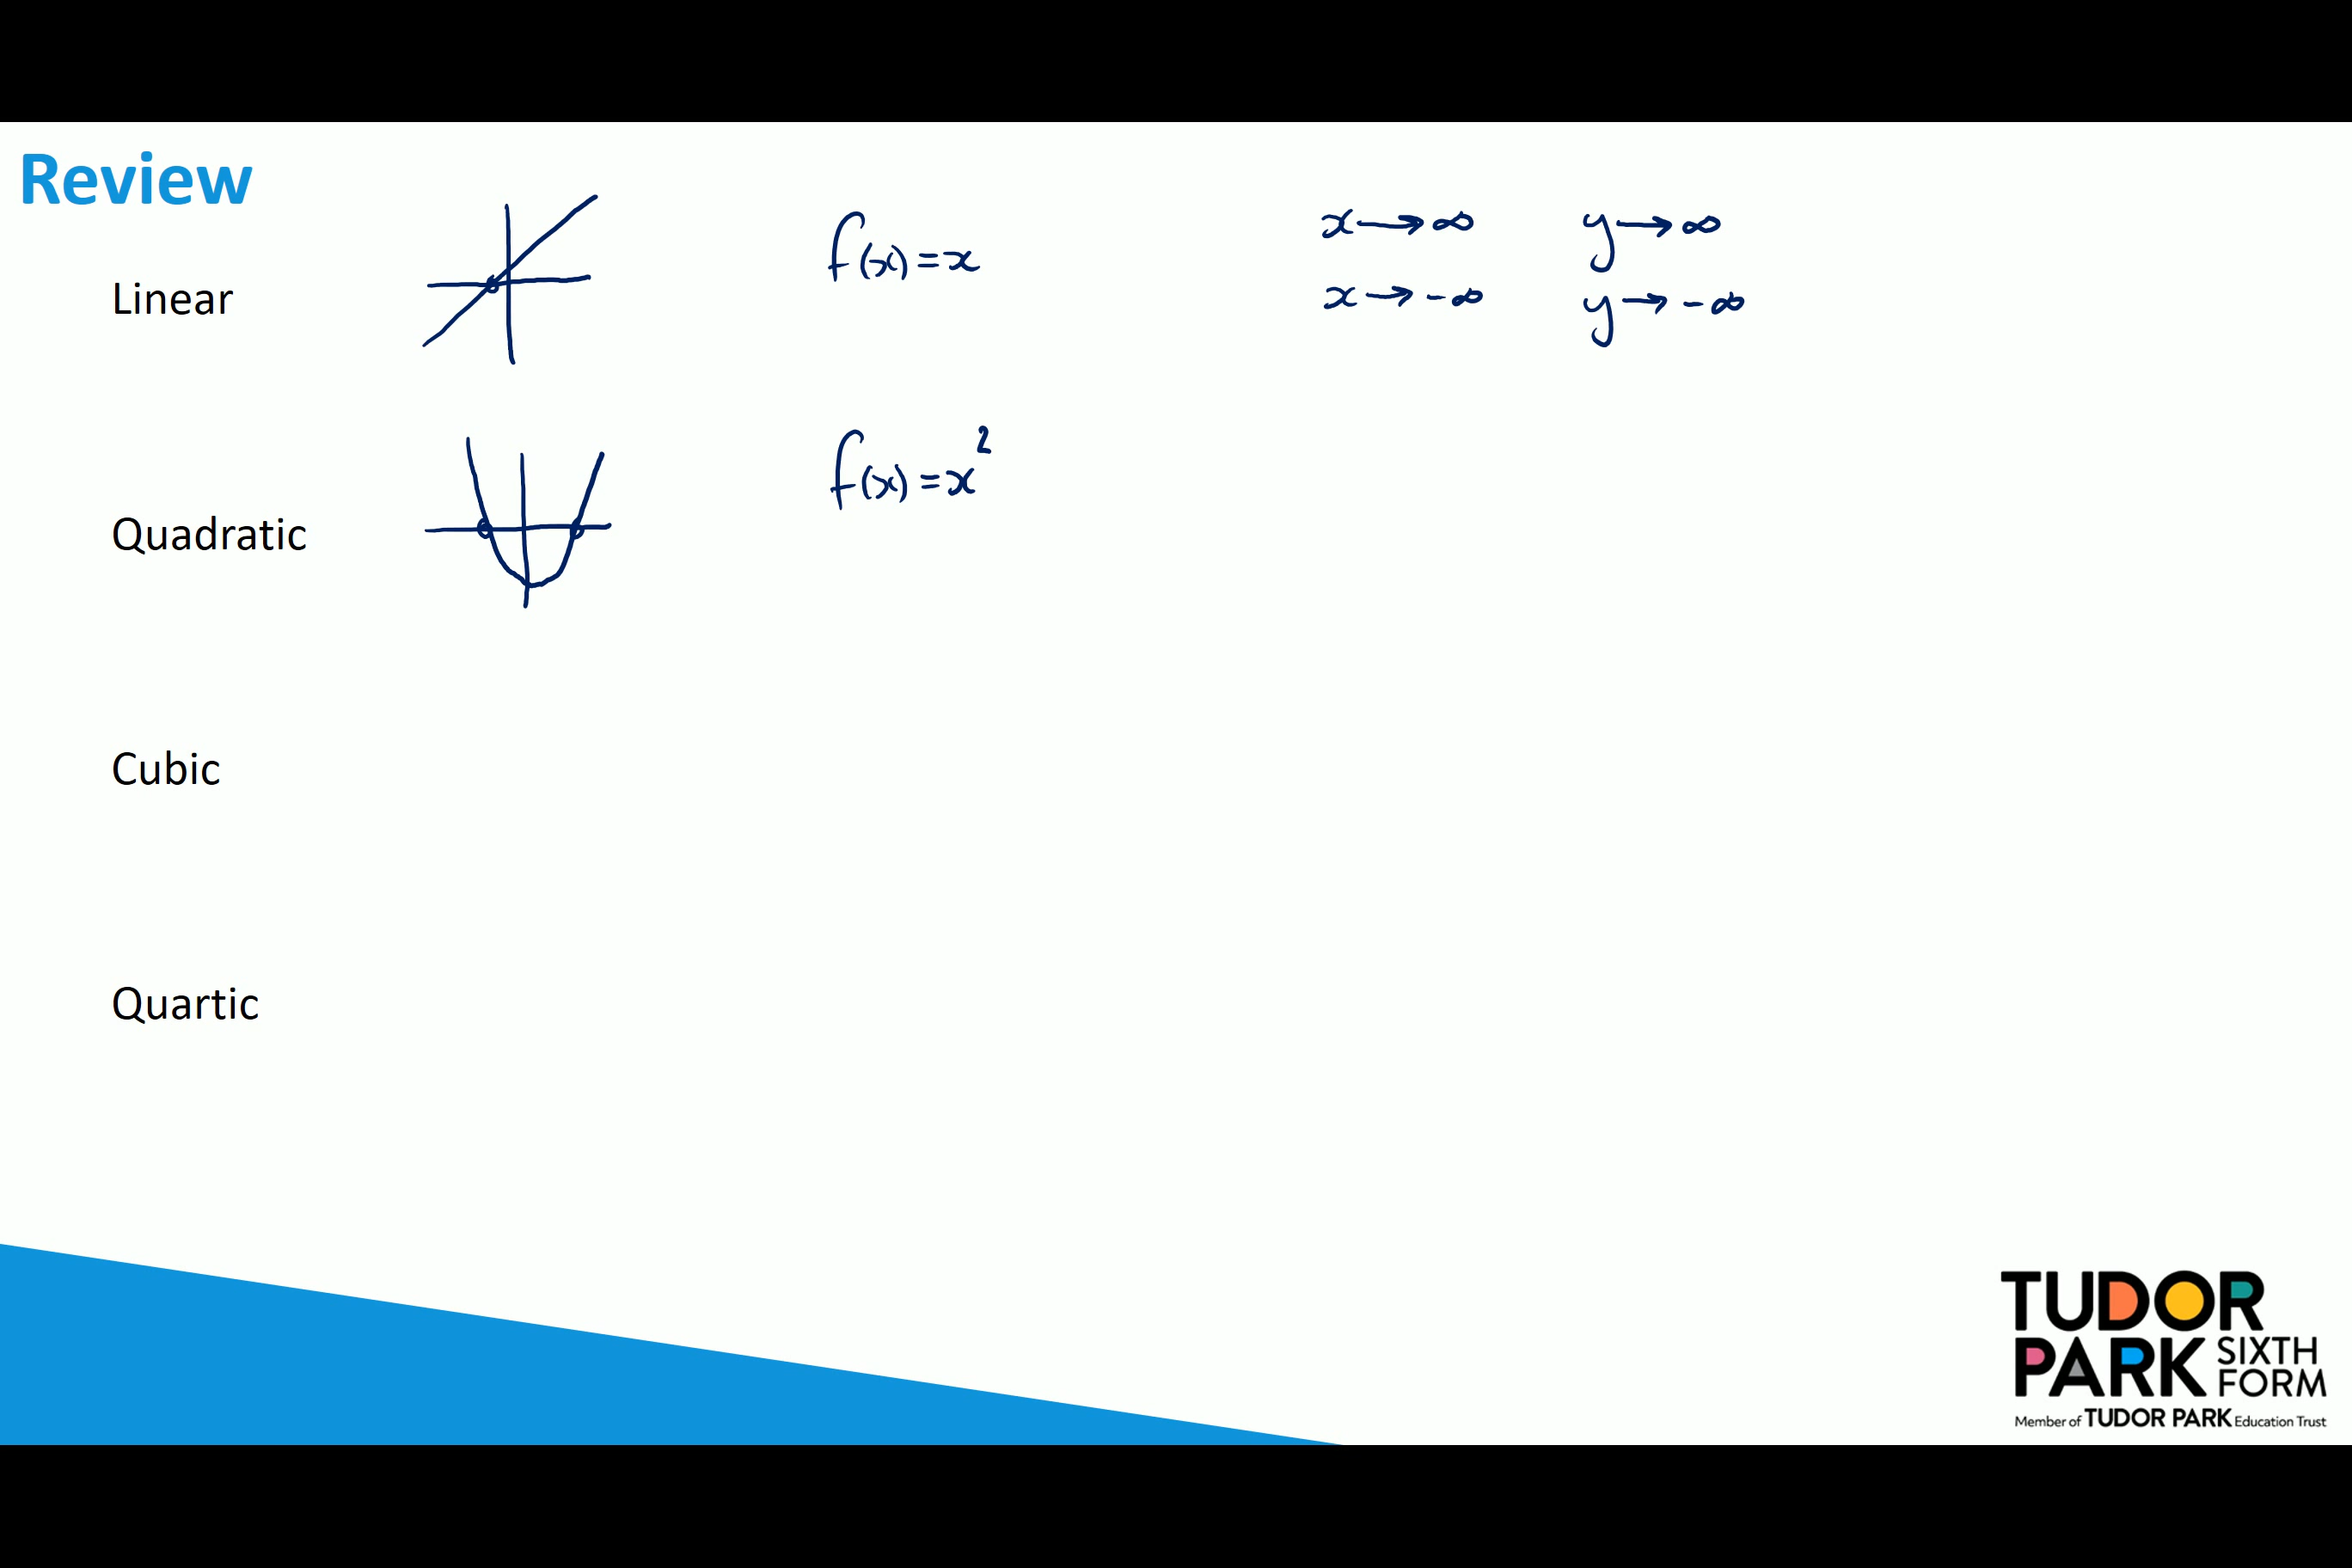 Review
Linear
f(x) = x
x → ∞ y → ∞
x → -∞ y → -∞
Quadratic
f(x) = x²
Cubic
Quartic
TUDOR
PARK SIXTH FORM
Member of TUDOR PARK Education Trust